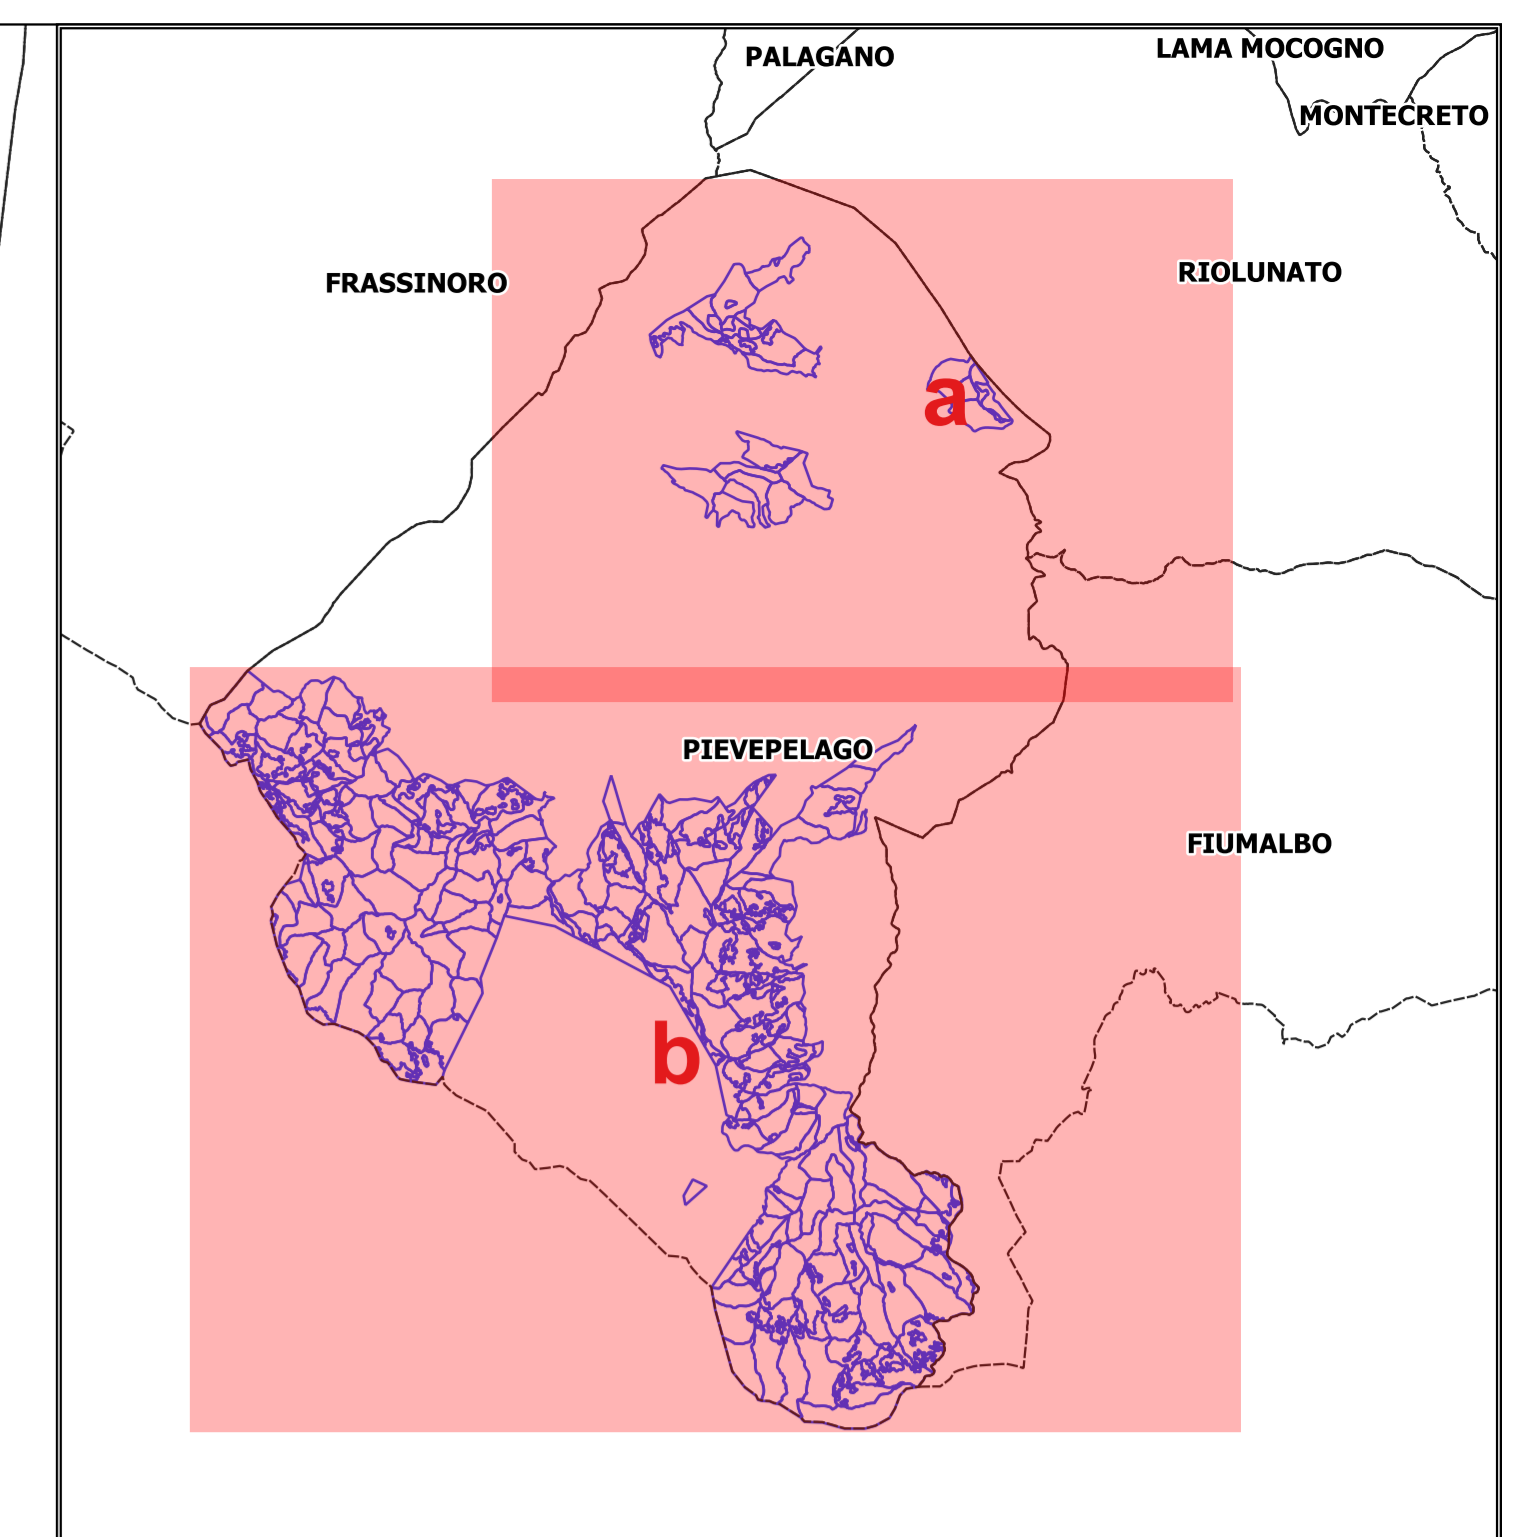 PALAGANO
LAMA MOCOGNO
MONTECRETO
FRASSINORO
RIOLUNATO
a
PIEVEPELAGO
FIUMALBO
b